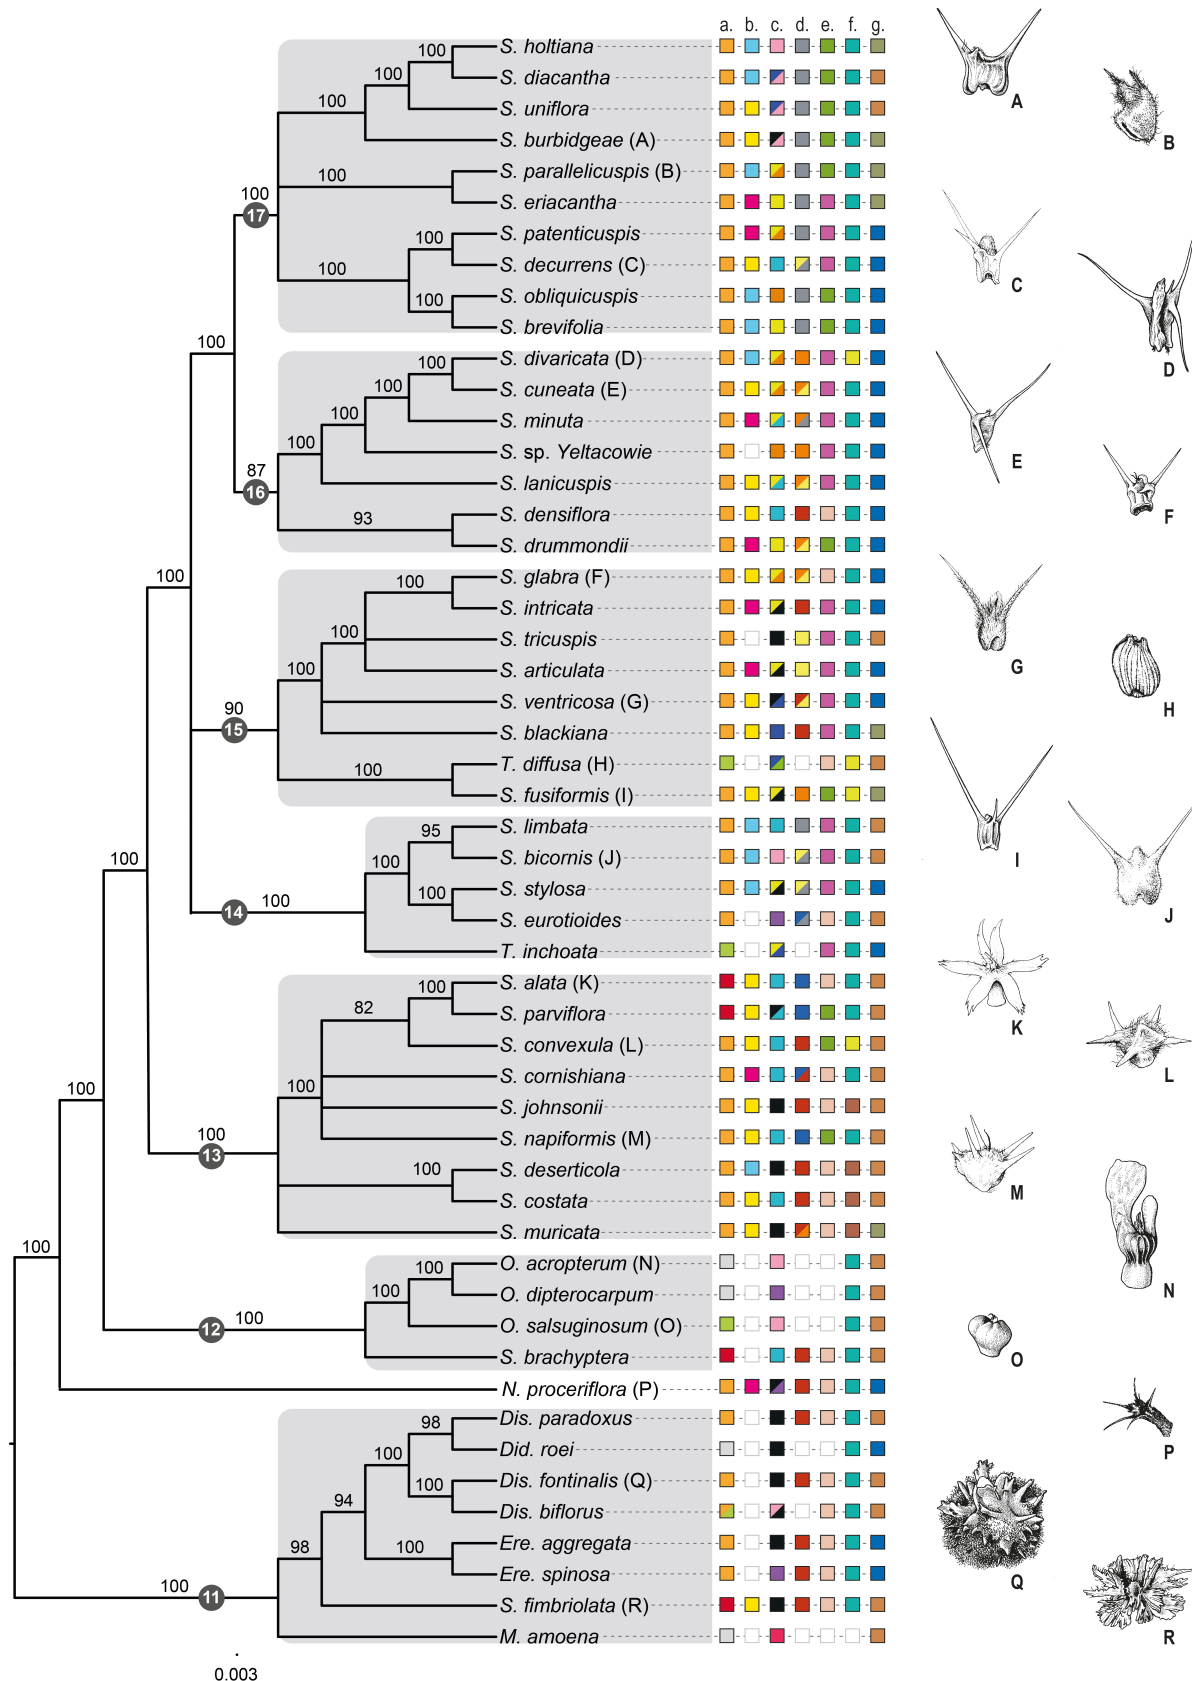 a. b. c. d. e. f. g.
S. holtiana
S. diacantha
S. uniflora
S. burbidgeae (A)
S. parallelicuspis (B)
S. eriacantha
S. patenticuspis
S. decurrens (C)
S. obliquicuspis
S. brevifolia
S. divaricata (D)
S. cuneata (E)
S. minuta
S. sp. Yeltacowie
S. lanicuspis
S. densiflora
S. drummondii
S. glabra (F)
S. intricata
S. tricuspis
S. articulata
S. ventricosa (G)
S. blackiana
T. diffusa (H)
S. fusiformis (I)
S. limbata
S. bicornis (J)
S. stylosa
S. eurotioides
T. inchoata
S. alata (K)
S. parviflora
S. convexula (L)
S. cornishiana
S. johnsonii
S. napiformis (M)
S. deserticola
S. costata
S. muricata
O. acropterum (N)
O. dipterocarpum
O. salsuginosum (O)
S. brachyptera
N. proceriflora (P)
Dis. paradoxus
Did. roei
Dis. fontinalis (Q)
Dis. biflorus
Ere. aggregata
Ere. spinosa
S. fimbriolata (R)
M. amoena
100
100
100
100
100
17
100
100
100
100
100
100
100
100
87
16
93
100
100
100
100
90
15
100
95
100
100
100
14
100
100
82
100
100
13
100
100
100
100
12
100
100
98
100
100
94
100
98
100
11
0.003
A
B
C
D
E
F
G
H
I
J
K
L
M
N
O
P
Q
R